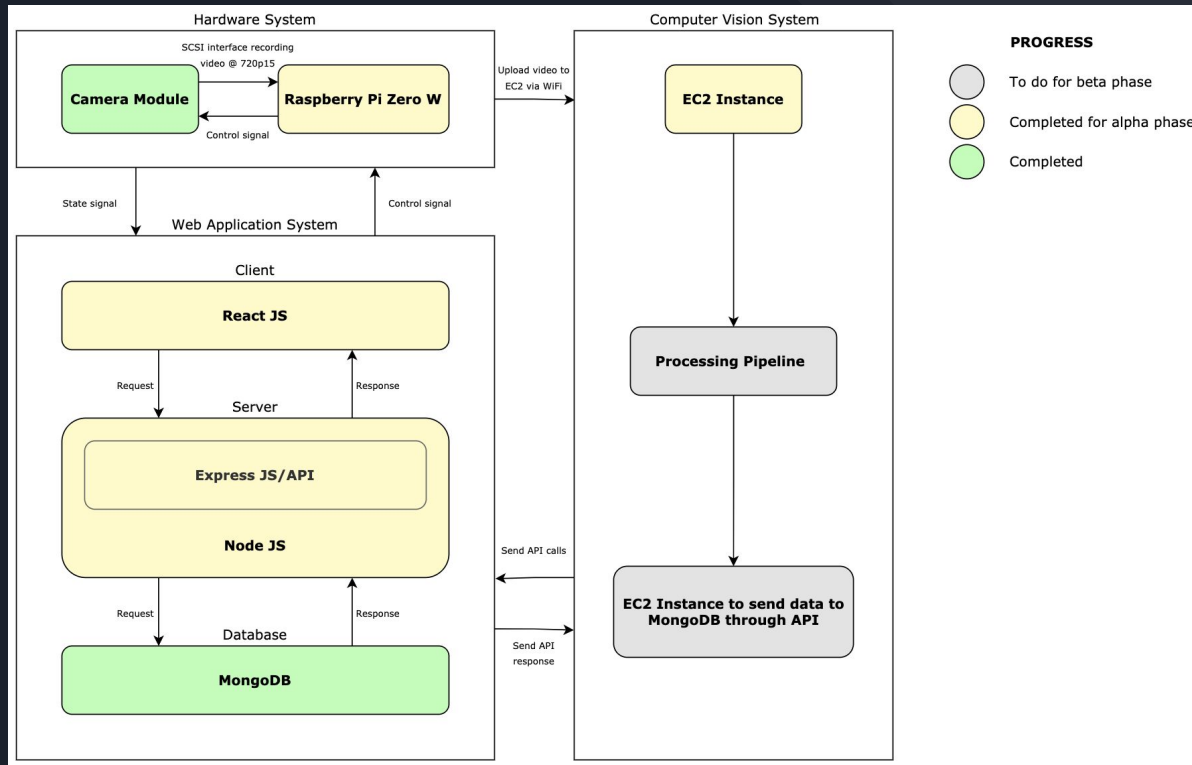 Hardware System
SCSI interface recording
video @ 720p15
Camera Module
Raspberry Pi Zero W
Control signal
Upload video to
EC2 via WiFi
State signal
Control signal
Web Application System
Client
React JS
Request
Response
Server
Express JS/API
Node JS
Request
Response
Database
MongoDB
Send API calls
Send API
response
Computer Vision System
EC2 Instance
Processing Pipeline
EC2 Instance to send data to
MongoDB through API
PROGRESS
To do for beta phase
Completed for alpha phase
Completed